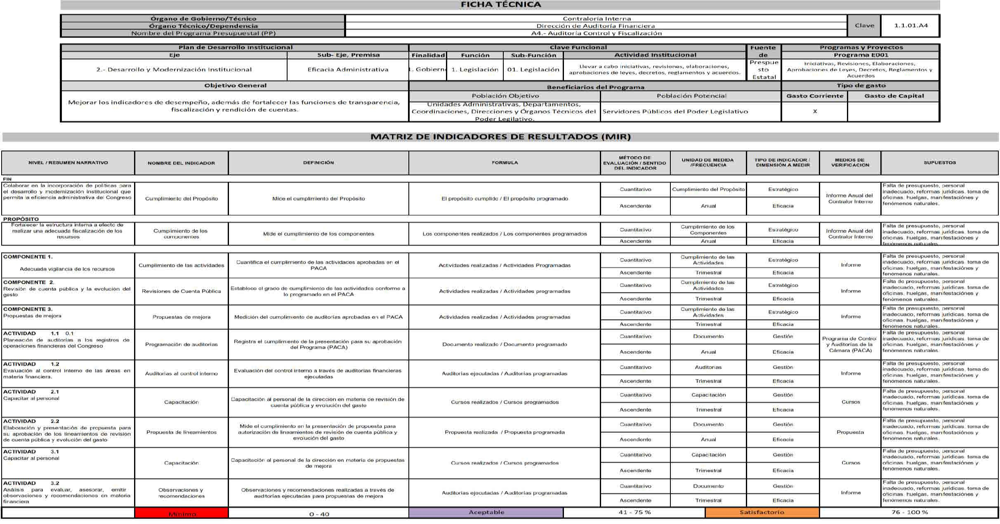 FICHA TÉCNICA
Órgano de Gobierno/Técnico
Contraloría Interna
Órgano Técnico/Dependencia
Dirección de Auditoría Financiera
Nombre del Programa Presupuestal (PP)
A4.- Auditoría Control y Fiscalización
Clave
1.1.01.A4
Plan de Desarrollo Institucional
Clave Funcional
Fuente de
Programas y Proyectos
Eje
Sub- Eje, Premisa
Finalidad
Función
Sub-Función
Actividad Institucional
Programa E001
2.- Desarrollo y Modernización Institucional
Eficacia Administrativa
1. Gobiern
1. Legislación
01. Legislación
Llevar a cabo iniciativas, revisiones, elaboraciones,
aprobaciones de leyes, decretos, reglamentos y acuerdos.
Prespue
sto
Estatal
Iniciativas, Revisiones, Elaboraciones,
Aprobaciones de Leyes, Decretos, Reglamentos y
Acuerdos
Objetivo General
Beneficiarios del Programa
Tipo de gasto
Población Objetivo
Población Potencial
Gasto Corriente
Gasto de Capital
Mejorar los indicadores de desempeño, además de fortalecer las funciones de transparencia,
fiscalización y rendición de cuentas.
Unidades Administrativas, Departamentos,
Coordinaciones, Direcciones y Órganos Técnicos del
Poder Legilativo.
Servidores Públicos del Poder Legislativo
X
MATRIZ DE INDICADORES DE RESULTADOS (MIR)
NIVEL / RESUMEN NARRATIVO
NOMBRE DEL INDICADOR
DEFINICIÓN
FORMULA
MÉTODO DE
EVALUACIÓN / SENTIDO
DEL INDICADOR
UNIDAD DE MEDIDA
/FRECUENCIA
TIPO DE INDICADOR /
DIMENSIÓN A MEDIR
MEDIOS DE
VERIFICACION
SUPUESTOS
FIN
Colaborar en la incorporación de políticas para
el desarrollo y modernización institucional que
permita la eficiencia administrativa del Congreso
Cumplimiento del Propósito
Mide el cumplimiento del Propósito
El propósito cumplido / El propósito programado
Cuantitativo
Cumplimiento del Propósito
Estratégico
Ascendente
Anual
Eficacia
Informe Anual del
Contralor Interno
Falta de presupuesto, personal
inadecuado, reformas jurídicas, toma de
oficinas, huelgas, manifestaciónes y
fenómenos naturales.
PROPÓSITO
Fortalecer la estructura interna a efecto de
realizar una adecuada fiscalización de los
recursos
Cumplimiento de los
componentes
Mide el cumplimiento de los componentes
Los componentes realizados / Los componentes programados
Cuantitativo
Cumplimiento de los
Componentes
Estratégico
Ascendente
Anual
Eficacia
Informe Anual del
Contralor Interno
Falta de presupuesto, personal
inadecuado, reformas jurídicas, toma de
oficinas, huelgas, manifestaciónes y
fenómenos naturales.
COMPONENTE 1.
Adecuada vigilancia de los recursos
Cumplimiento de las actividades
Cuantifica el cumplimiento de las actividades aprobadas en el
PACA
Actividades realizadas / Actividades Programadas
Cuantitativo
Cumplimiento de las
Actividades
Estratégico
Ascendente
Trimestral
Eficacia
Informe
Falta de presupuesto, personal
inadecuado, reformas jurídicas, toma de
oficinas, huelgas, manifestaciónes y
fenómenos naturales.
COMPONENTE 2.
Revisión de cuenta pública y la evolución del
gasto
Revisiones de Cuenta Pública
Establece el grado de cumplimiento de las actividades conforme a
lo programado en el PACA
Actividades realizadas / Actividades programadas
Cuantitativo
Cumplimiento de las
Actividades
Estratégico
Ascendente
Trimestral
Eficacia
Informe
Falta de presupuesto, personal
inadecuado, reformas jurídicas, toma de
oficinas, huelgas, manifestaciónes y
fenómenos naturales.
COMPONENTE 3.
Propuestas de mejora
Propuestas de mejora
Medición del cumplimiento de auditorías aprobadas en el PACA
Actividades realizadas / Actividades programadas
Cuantitativo
Cumplimiento de las
Actividades
Estratégico
Ascendente
Trimestral
Eficacia
Informe
Falta de presupuesto, personal
inadecuado, reformas jurídicas, toma de
oficinas, huelgas, manifestaciónes y
fenómenos naturales.
ACTIVIDAD 1.1 0.1
Planeación de auditorías a los registros de
operaciones financieras del Congreso
Programación de auditorías
Registra el cumplimiento de la presentación para su aprobación
del Programa (PACA)
Documento realizado / Documento programado
Cuantitativo
Documento
Gestión
Ascendente
Anual
Eficacia
Programa de Control
y Auditorías de la
Cámara (PACA)
Falta de presupuesto, personal
inadecuado, reformas jurídicas, toma de
oficinas, huelgas, manifestaciónes y
fenómenos naturales.
ACTIVIDAD 1.2
Evaluación al control interno de las áreas en
materia financiera.
Auditorías al control interno
Evaluación del control interno a través de auditorías financieras
ejecutadas
Auditorías ejecutadas / Auditorías programadas
Cuantitativo
Auditorías
Gestión
Ascendente
Trimestral
Eficacia
Informe
Falta de presupuesto, personal
inadecuado, reformas jurídicas, toma de
oficinas, huelgas, manifestaciónes y
fenómenos naturales.
ACTIVIDAD 2.1
Capacitar al personal
Capacitación
Capacitación al personal de la dirección en materia de revisión de
cuenta pública y evolución del gasto
Cursos realizados / Cursos programados
Cuantitativo
Capacitación
Gestión
Ascendente
Trimestral
Eficacia
Cursos
Falta de presupuesto, personal
inadecuado, reformas jurídicas, toma de
oficinas, huelgas, manifestaciónes y
fenómenos naturales.
ACTIVIDAD 2.2
Elaboración y presentación de propuesta para
su aprobación de los lineamientos de revisión
de cuenta pública y evolución del gasto
Propuesta de lineamientos
Mide el cumplimiento en la presentación de propuesta para
autorización de lineamientos de revisión de cuenta pública y
evolución del gasto
Propuesta realizada / Propuesta programada
Cuantitativo
Documento
Gestión
Ascendente
Anual
Eficacia
Propuesta
Falta de presupuesto, personal
inadecuado, reformas jurídicas, toma de
oficinas, huelgas, manifestaciónes y
fenómenos naturales.
ACTIVIDAD 3.1
Capacitar al personal
Capacitación
Capacitación al personal de la dirección en materia de propuestas
de mejora
Cursos realizados / Cursos programados
Cuantitativo
Capacitación
Gestión
Ascendente
Trimestral
Eficacia
Cursos
Falta de presupuesto, personal
inadecuado, reformas jurídicas, toma de
oficinas, huelgas, manifestaciónes y
fenómenos naturales.
ACTIVIDAD 3.2
Análisis para evaluar, asesorar, emitir
observaciones y recomendaciones en materia
financiera
Observaciones y
recomendaciones
Observaciones y recomendaciones realizadas a través de
auditorías ejecutadas para propuestas de mejora
Auditorías ejecutadas / Auditorías programadas
Cuantitativo
Documento
Gestión
Ascendente
Trimestral
Eficacia
Informe
Falta de presupuesto, personal
inadecuado, reformas jurídicas, toma de
oficinas, huelgas, manifestaciónes y
fenómenos naturales.
Mínimo
0 - 40
Aceptable
41 - 75 %
Satisfactorio
76 - 100 %